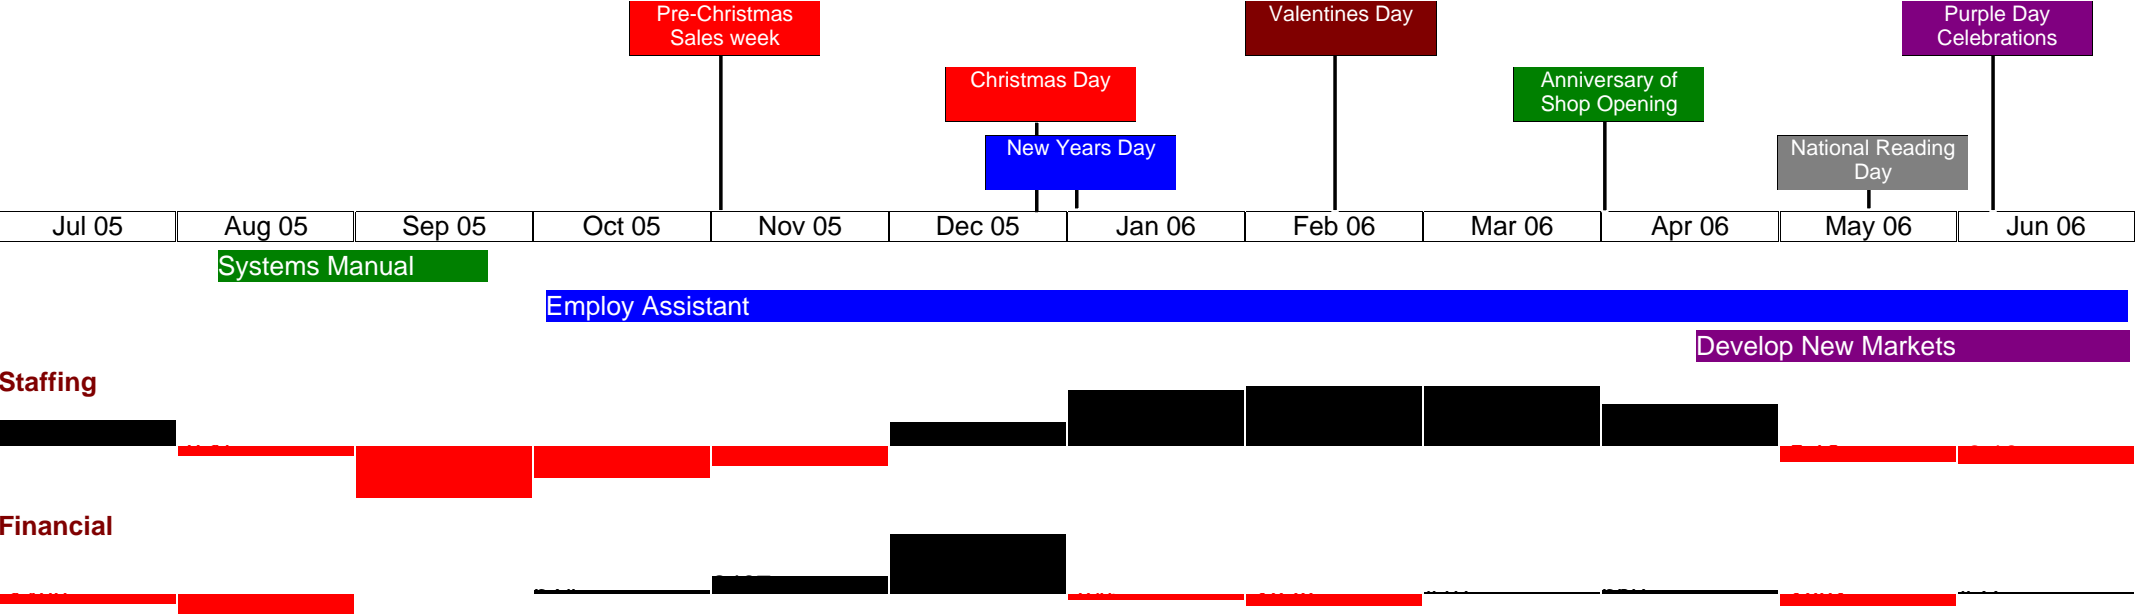 Pre-Christmas
Sales week
Valentines Day
Purple Day
Celebrations
Christmas Day
Anniversary of
Shop Opening
New Years Day
National Reading
Day
Jul 05
Aug 05
Sep 05
Oct 05
Nov 05
Dec 05
Jan 06
Feb 06
Mar 06
Apr 06
May 06
Jun 06
Systems Manual
Employ Assistant
Develop New Markets
Staffing
Financial